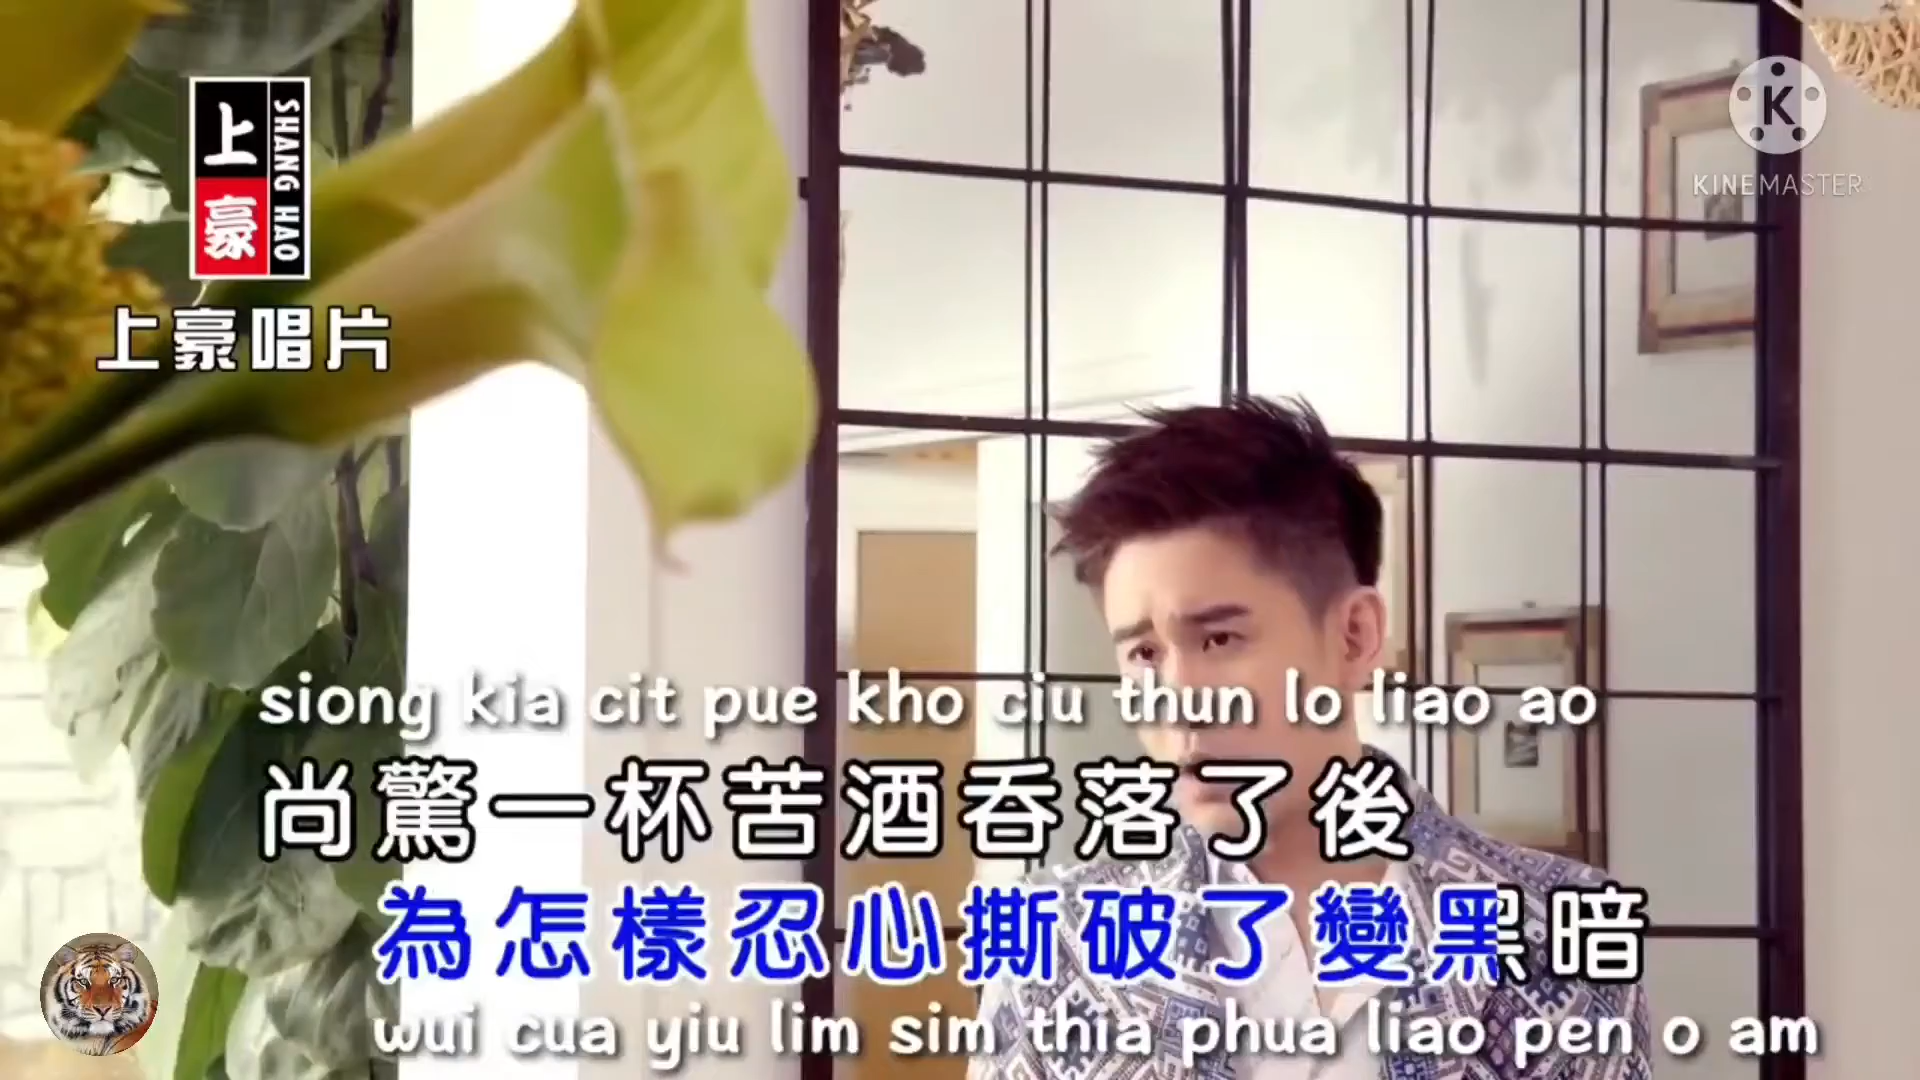 上豪
SHANG HAO
上豪唱片
K
KINEMASTER
siong kia cit pue kho ciu thun lo liao ao
尚驚一杯苦酒吞落了後
為怎樣忍心撕破了變黑暗
wui cua yiu lim sim thia phua liao pen o am